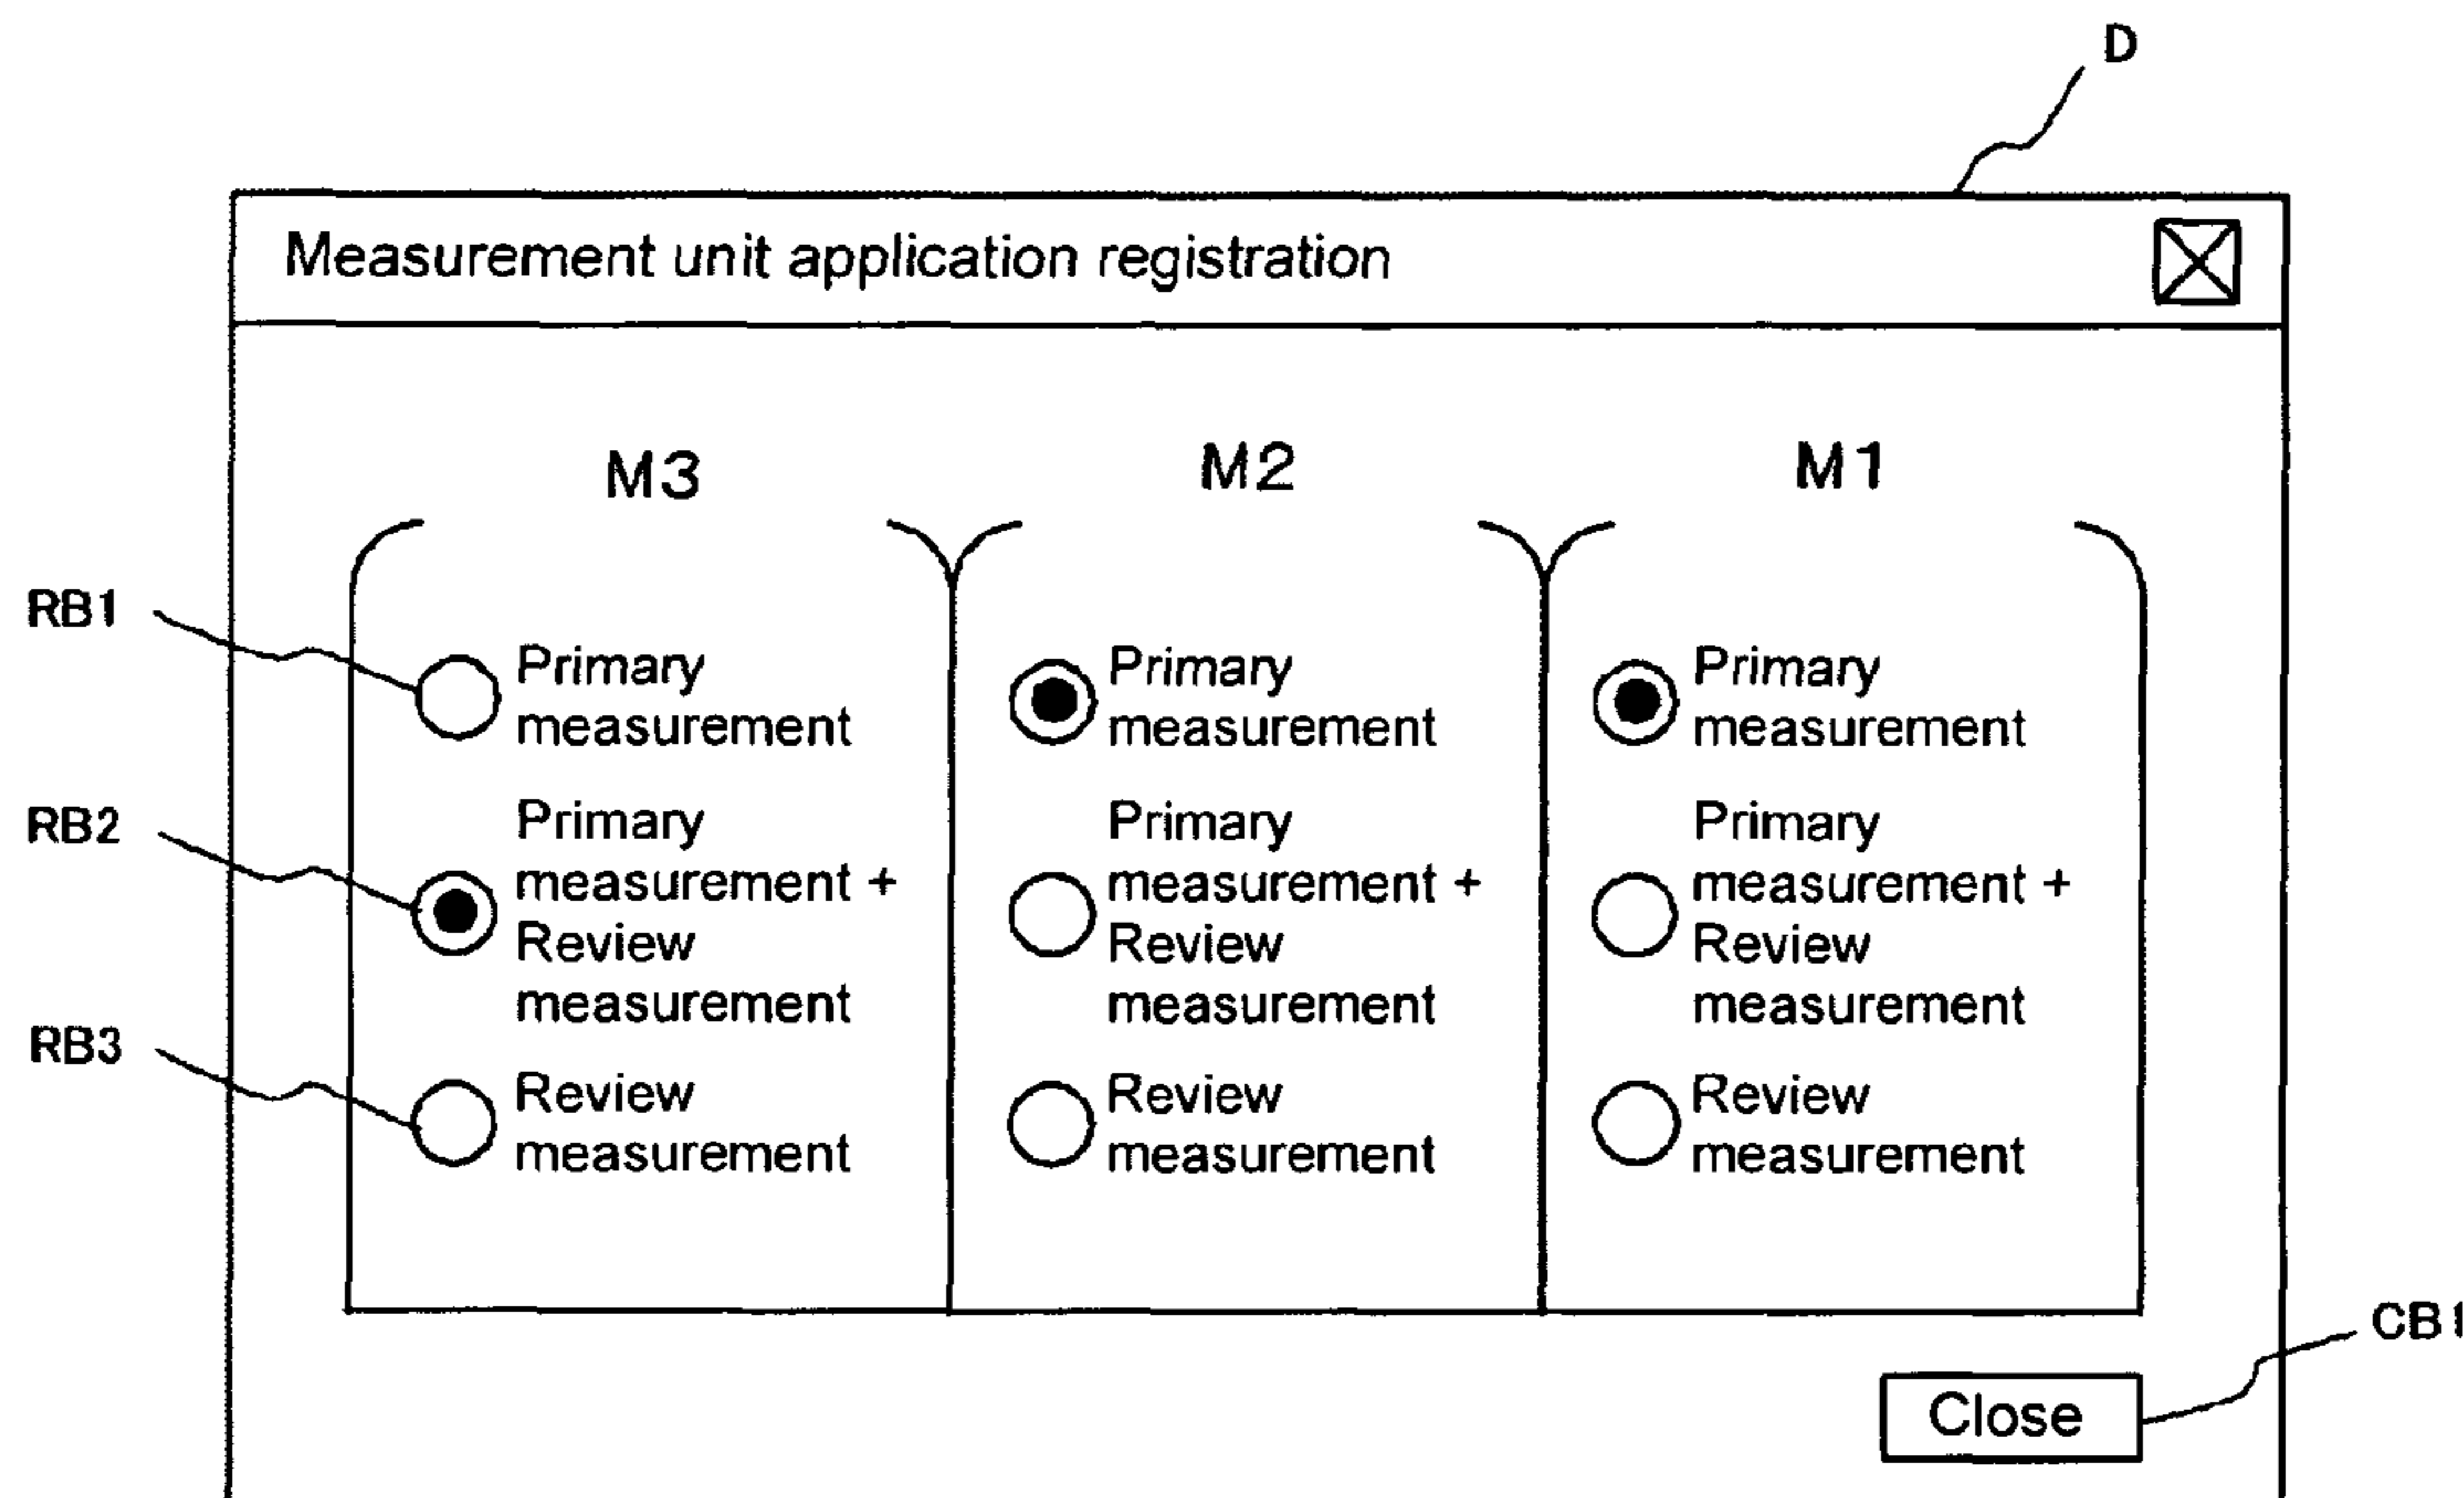 D
Measurement unit application registration
M3
M2
M1
RB1
Primary
measurement
Primary
measurement
Primary
measurement
RB2
Primary
measurement +
Review
measurement
Primary
measurement +
Review
measurement
Primary
measurement +
Review
measurement
RB3
Review
measurement
Review
measurement
Review
measurement
CB1
Close